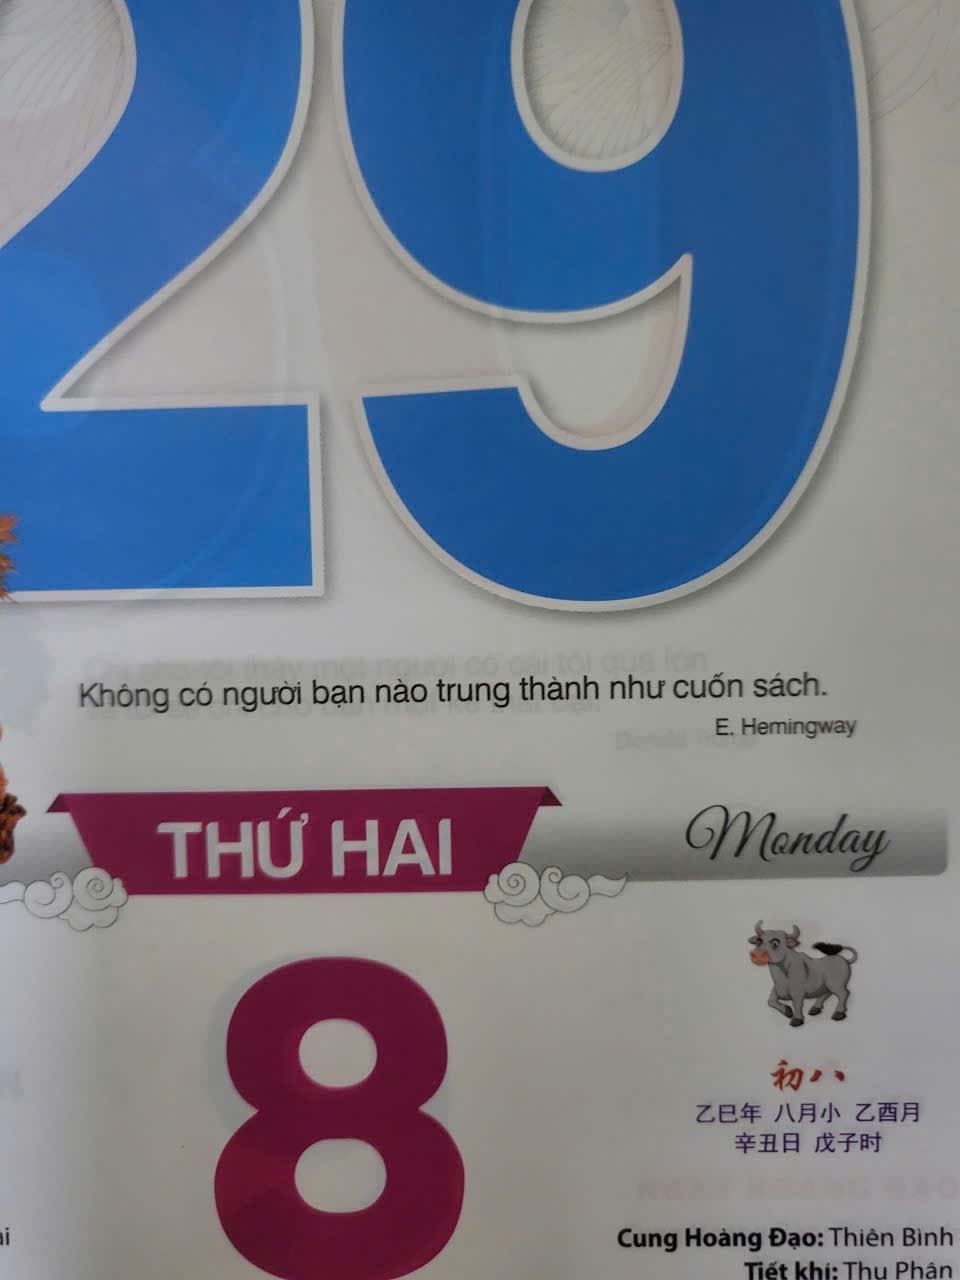 29
Không có người bạn nào trung thành như cuốn sách.
E. Hemingway
THỨ HAI
Monday
8
初八
乙巳年 八月小 乙酉月
辛丑日 戊子时
Cung Hoàng Đạo: Thiên Bình
Tiết khí: Thu Phân